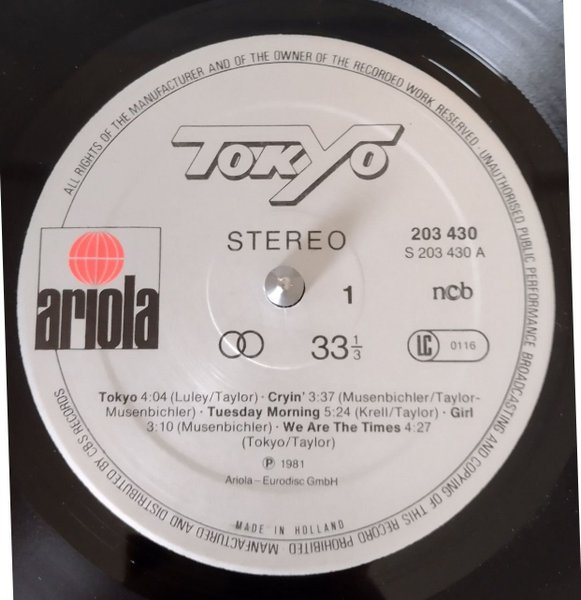 ALL RIGHTS OF THE MANUFACTURER AND OF THE OWNER OF THE RECORDED WORK RESERVED · UNAUTHORISED PUBLIC PERFORMANCE BROADCASTING AND COPYING OF THIS RECORD PROHIBITED · MANFACTURED AND DISTRIBUTED BY CBS RECORDS
TOKYO
STEREO
203 430
S 203 430 A
ariola
1
ncb
33 1/3
LC 0116
Tokyo 4:04 (Luley/Taylor) · Cryin' 3:37 (Musenbichler/Taylor-
Musenbichler) · Tuesday Morning 5:24 (Krell/Taylor) · Girl
3:10 (Musenbichler) · We Are The Times 4:27
(Tokyo/Taylor)
℗ 1981
Ariola – Eurodisc GmbH
MADE IN HOLLAND